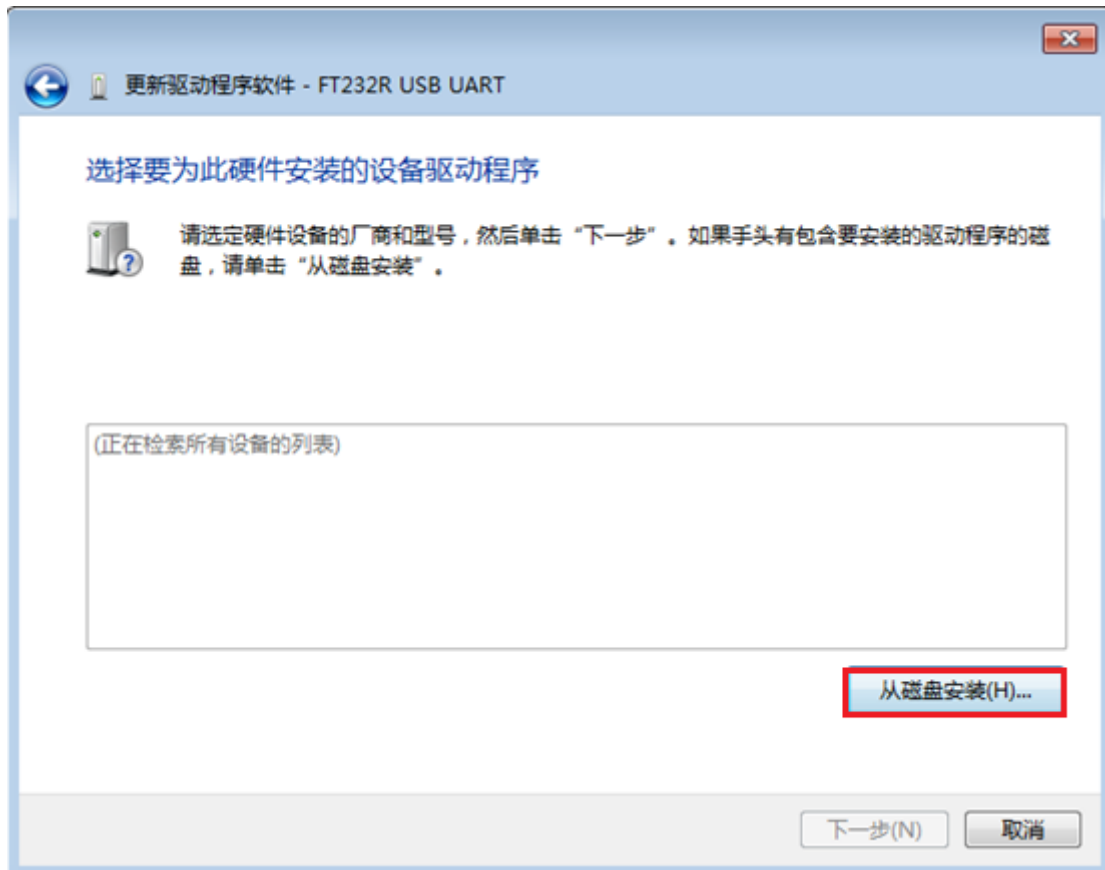 更新驱动程序软件 - FT232R USB UART
选择要为此硬件安装的设备驱动程序
请选定硬件设备的厂商和型号，然后单击“下一步”。如果手头有包含要安装的驱动程序的磁
盘，请单击“从磁盘安装”。
(正在检索所有设备的列表)
从磁盘安装(H)...
下一步(N)
取消